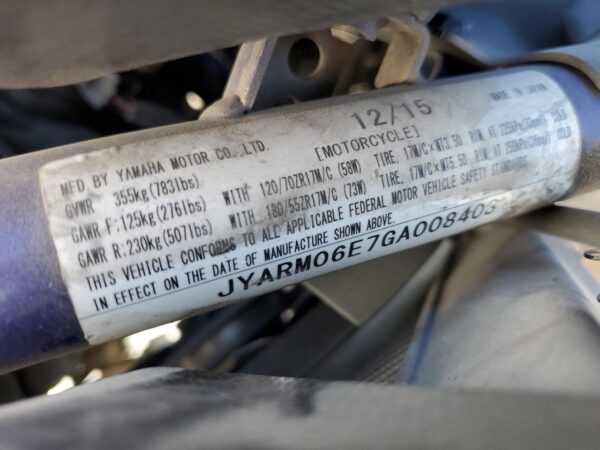 12/15
MADE IN JAPAN
MFD BY YAMAHA MOTOR CO.,LTD.
[MOTORCYCLE]
GVWR 355kg(783lbs)
GAWR F:125kg(276lbs) WITH 120/70ZR17M/C (58W) TIRE, 17M/C×MT3.50 RIM, AT COLD
GAWR R:230kg(507lbs) WITH 180/55ZR17M/C (73W) TIRE, 17M/C×MT5.50 RIM, AT COLD
THIS VEHICLE CONFORMS TO ALL APPLICABLE FEDERAL MOTOR VEHICLE SAFETY STANDARDS
IN EFFECT ON THE DATE OF MANUFACTURE SHOWN ABOVE.
JYARM06E7GA008403